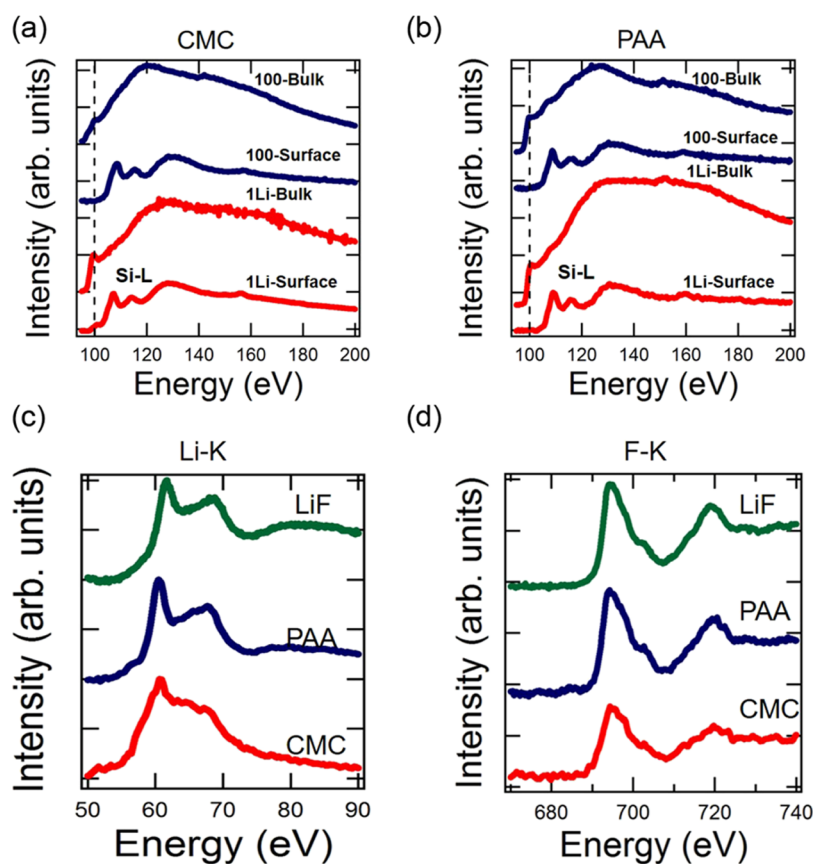 (a)
CMC
Intensity (arb. units)
100-Bulk
100-Surface
1Li-Bulk
Si-L
1Li-Surface
100 120 140 160 180 200
Energy (eV)
(b)
PAA
Intensity (arb. units)
100-Bulk
100-Surface
1Li-Bulk
Si-L
1Li-Surface
100 120 140 160 180 200
Energy (eV)
(c)
Li-K
Intensity (arb. units)
LiF
PAA
CMC
50 60 70 80 90
Energy (eV)
(d)
F-K
Intensity (arb. units)
LiF
PAA
CMC
680 700 720 740
Energy (eV)